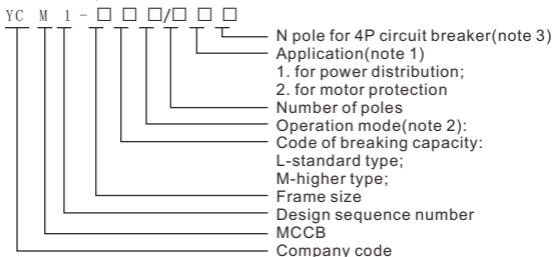 YC M 1 - □ □ □/□ □ □
N pole for 4P circuit breaker(note 3)
Application(note 1)
1. for power distribution;
2. for motor protection
Number of poles
Operation mode(note 2):
Code of breaking capacity:
L-standard type;
M-higher type;
Frame size
Design sequence number
MCCB
Company code